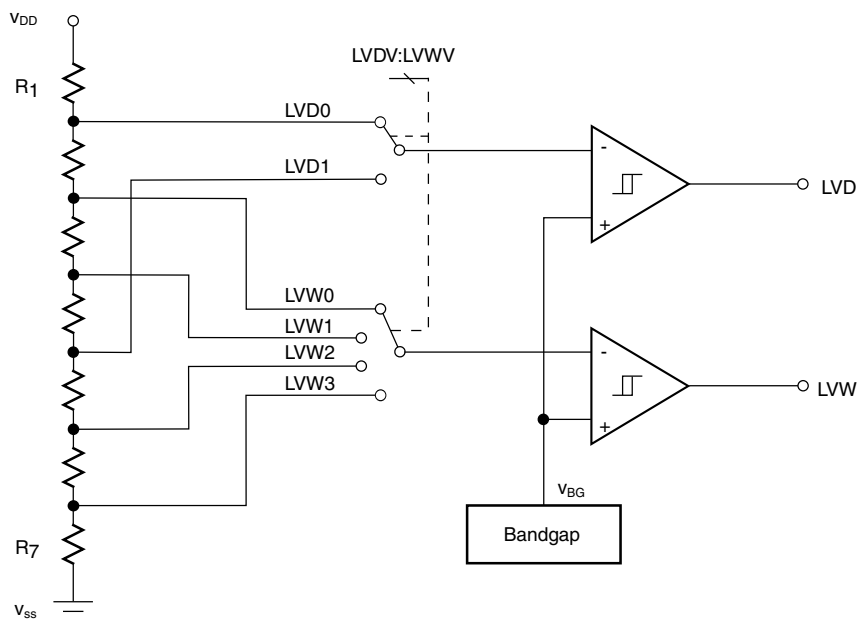 vDD
R1
LVDV:LVWV
LVD0
LVD1
-
+
LVD
LVW0
LVW1
LVW2
LVW3
-
+
LVW
vBG
Bandgap
R7
vss